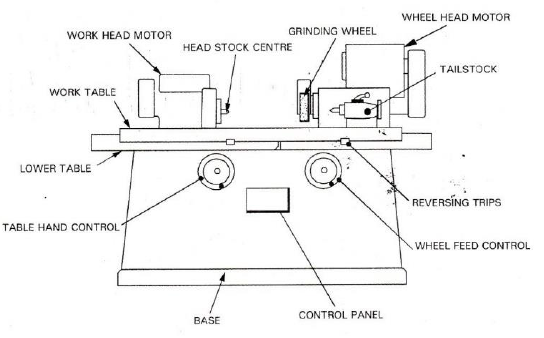 WHEEL HEAD MOTOR
GRINDING WHEEL
WORK HEAD MOTOR
HEAD STOCK CENTRE
TAILSTOCK
WORK TABLE
LOWER TABLE
REVERSING TRIPS
TABLE HAND CONTROL
WHEEL FEED CONTROL
BASE
CONTROL PANEL